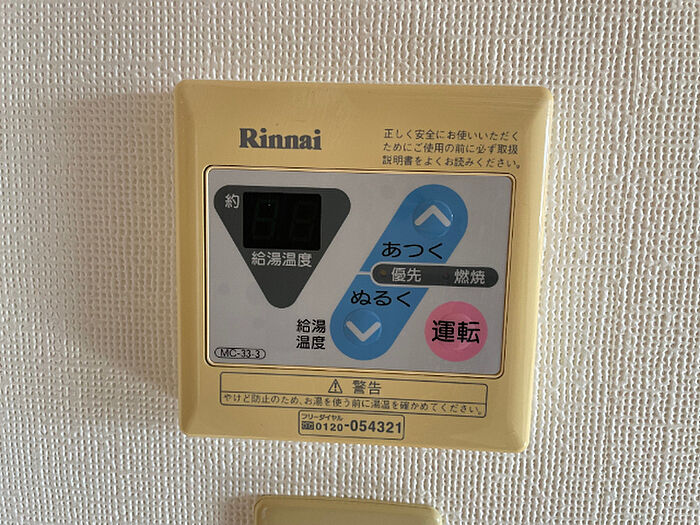 Rinnai
正しく安全にお使いいただく
ためにご使用の前に必ず取扱
説明書をよくお読みください。
約
給湯温度
あつく
優先 燃焼
ぬるく
給湯
温度
運転
MC-33.3
⚠ 警告
やけど防止のため、お湯を使う前に湯温を確かめてください。
フリーダイヤル
0120-054321